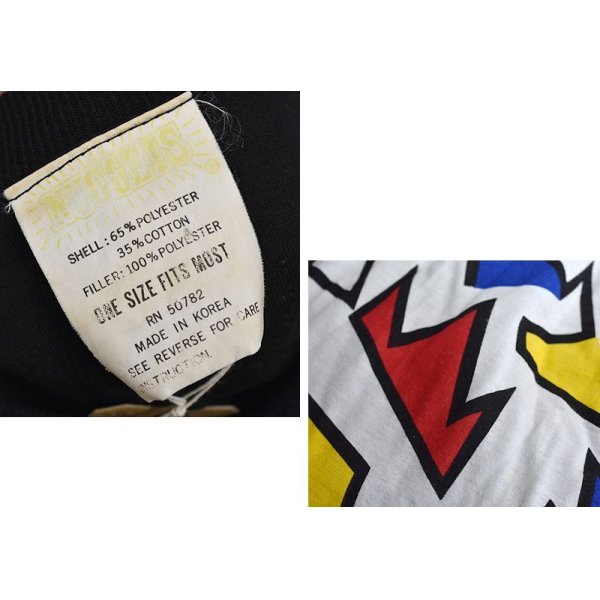 NUGGETS
®
SHELL: 65% POLYESTER
35% COTTON
FILLER: 100% POLYESTER
ONE SIZE FITS MOST
RN 50782
MADE IN KOREA
SEE REVERSE FOR CARE
INSTRUCTION.